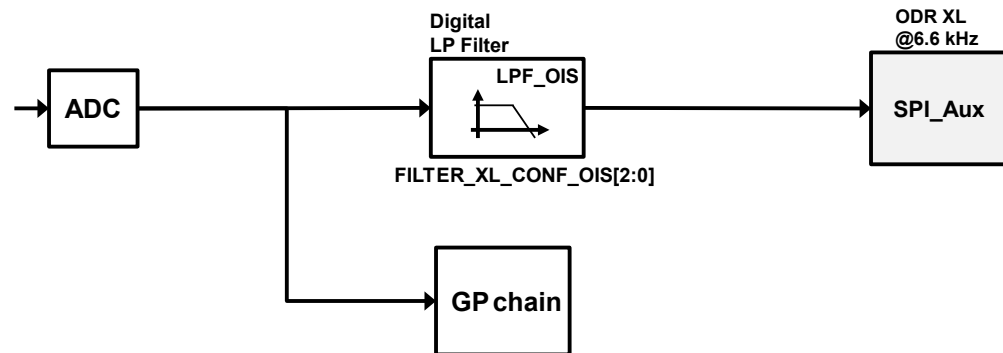 Digital
LP Filter
ODR XL
@6.6 kHz
ADC
LPF_OIS
SPI_Aux
FILTER_XL_CONF_OIS[2:0]
GP chain